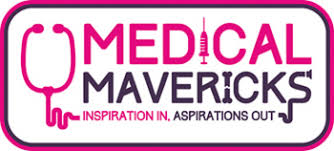 MEDICAL
MAVERICKS
INSPIRATION IN, ASPIRATIONS OUT